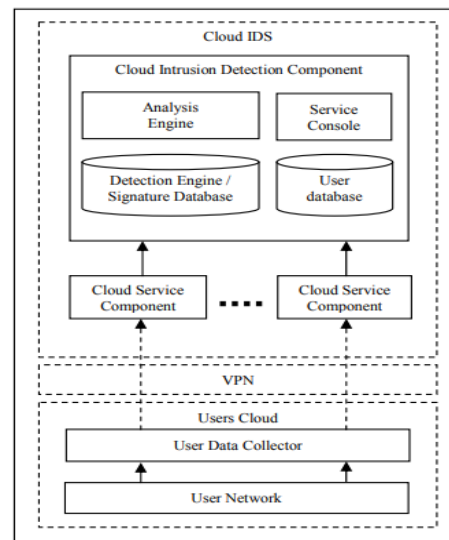 Cloud IDS
Cloud Intrusion Detection Component
Analysis
Engine
Service
Console
Detection Engine /
Signature Database
User
database
Cloud Service
Component
Cloud Service
Component
VPN
Users Cloud
User Data Collector
User Network